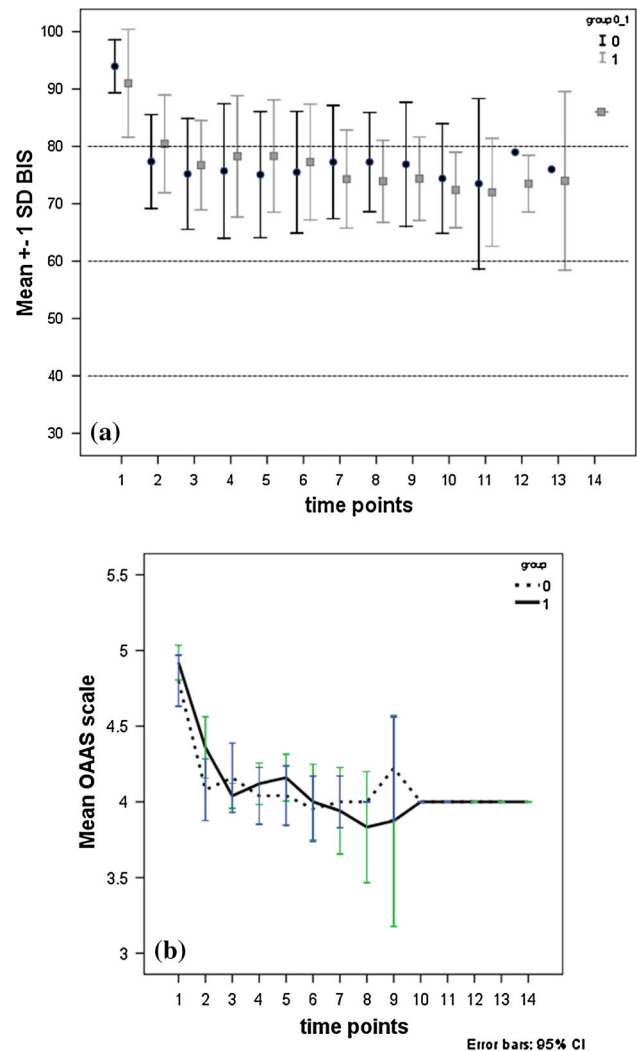 Mean +- 1 SD BIS
100
90
80
70
60
50
40
30
group0_1
0
1
(a)
1 2 3 4 5 6 7 8 9 10 11 12 13 14
time points
Mean OAAS scale
5.5
5
4.5
4
3.5
3
group
0
1
(b)
1 2 3 4 5 6 7 8 9 10 11 12 13 14
time points
Error bars: 95% CI